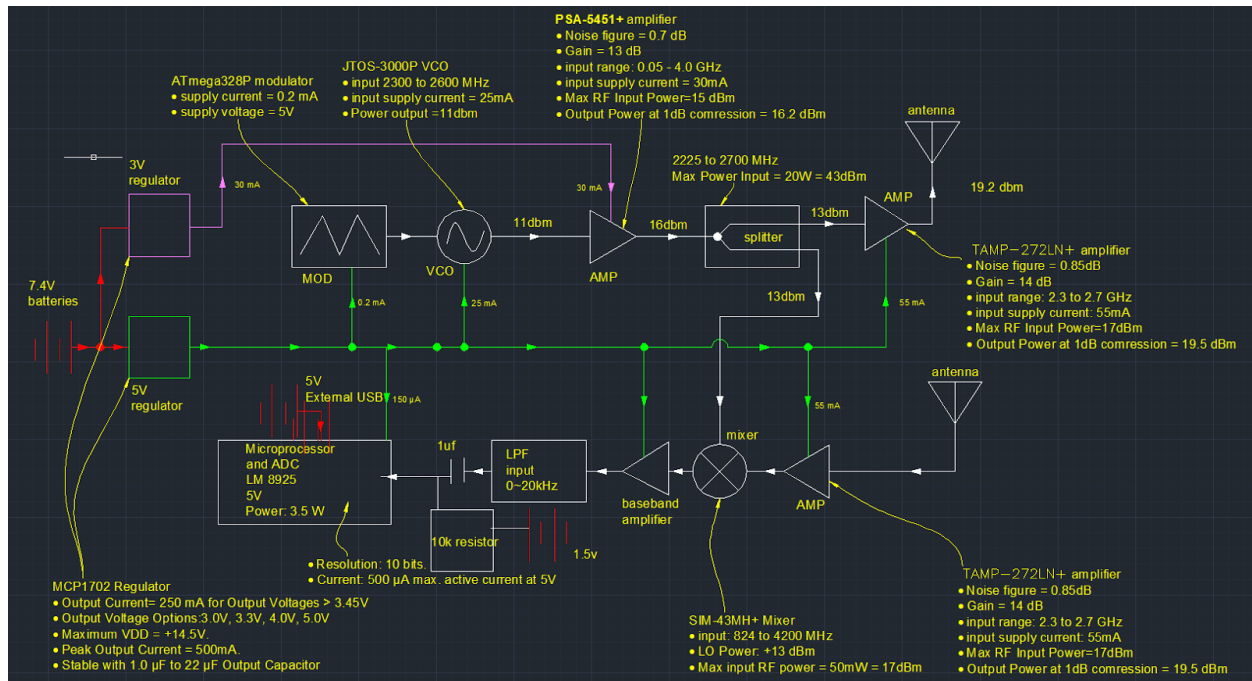 PSA-5451+ amplifier
• Noise figure = 0.7 dB
• Gain = 13 dB
• input range: 0.05 - 4.0 GHz
• input supply current = 30mA
• Max RF Input Power=15 dBm
• Output Power at 1dB comression = 16.2 dBm
JTOS-3000P VCO
• input 2300 to 2600 MHz
• input supply current = 25mA
• Power output =11dbm
ATmega328P modulator
• supply current = 0.2 mA
• supply voltage = 5V
antenna
2225 to 2700 MHz
Max Power Input = 20W = 43dBm
3V
regulator
30 mA
30 mA
19.2 dbm
AMP
13dbm
11dbm
16dbm
splitter
MOD
VCO
AMP
TAMP-272LN+ amplifier
• Noise figure = 0.85dB
• Gain = 14 dB
• input range: 2.3 to 2.7 GHz
• input supply current: 55mA
• Max RF Input Power=17dBm
• Output Power at 1dB comression = 19.5 dBm
7.4V
batteries
0.2 mA
25 mA
13dbm
55 mA
5V
regulator
5V
External USB
150 µA
55 mA
antenna
mixer
1uf
Microprocessor
and ADC
LM 8925
5V
Power: 3.5 W
LPF
input
0~20kHz
baseband
amplifier
AMP
10k resistor
1.5v
• Resolution: 10 bits.
• Current: 500 µA max. active current at 5V
MCP1702 Regulator
• Output Current= 250 mA for Output Voltages > 3.45V
• Output Voltage Options:3.0V, 3.3V, 4.0V, 5.0V
• Maximum VDD = +14.5V.
• Peak Output Current = 500mA.
• Stable with 1.0 µF to 22 µF Output Capacitor
SIM-43MH+ Mixer
• input: 824 to 4200 MHz
• LO Power: +13 dBm
• Max input RF power = 50mW = 17dBm
TAMP-272LN+ amplifier
• Noise figure = 0.85dB
• Gain = 14 dB
• input range: 2.3 to 2.7 GHz
• input supply current: 55mA
• Max RF Input Power=17dBm
• Output Power at 1dB comression = 19.5 dBm